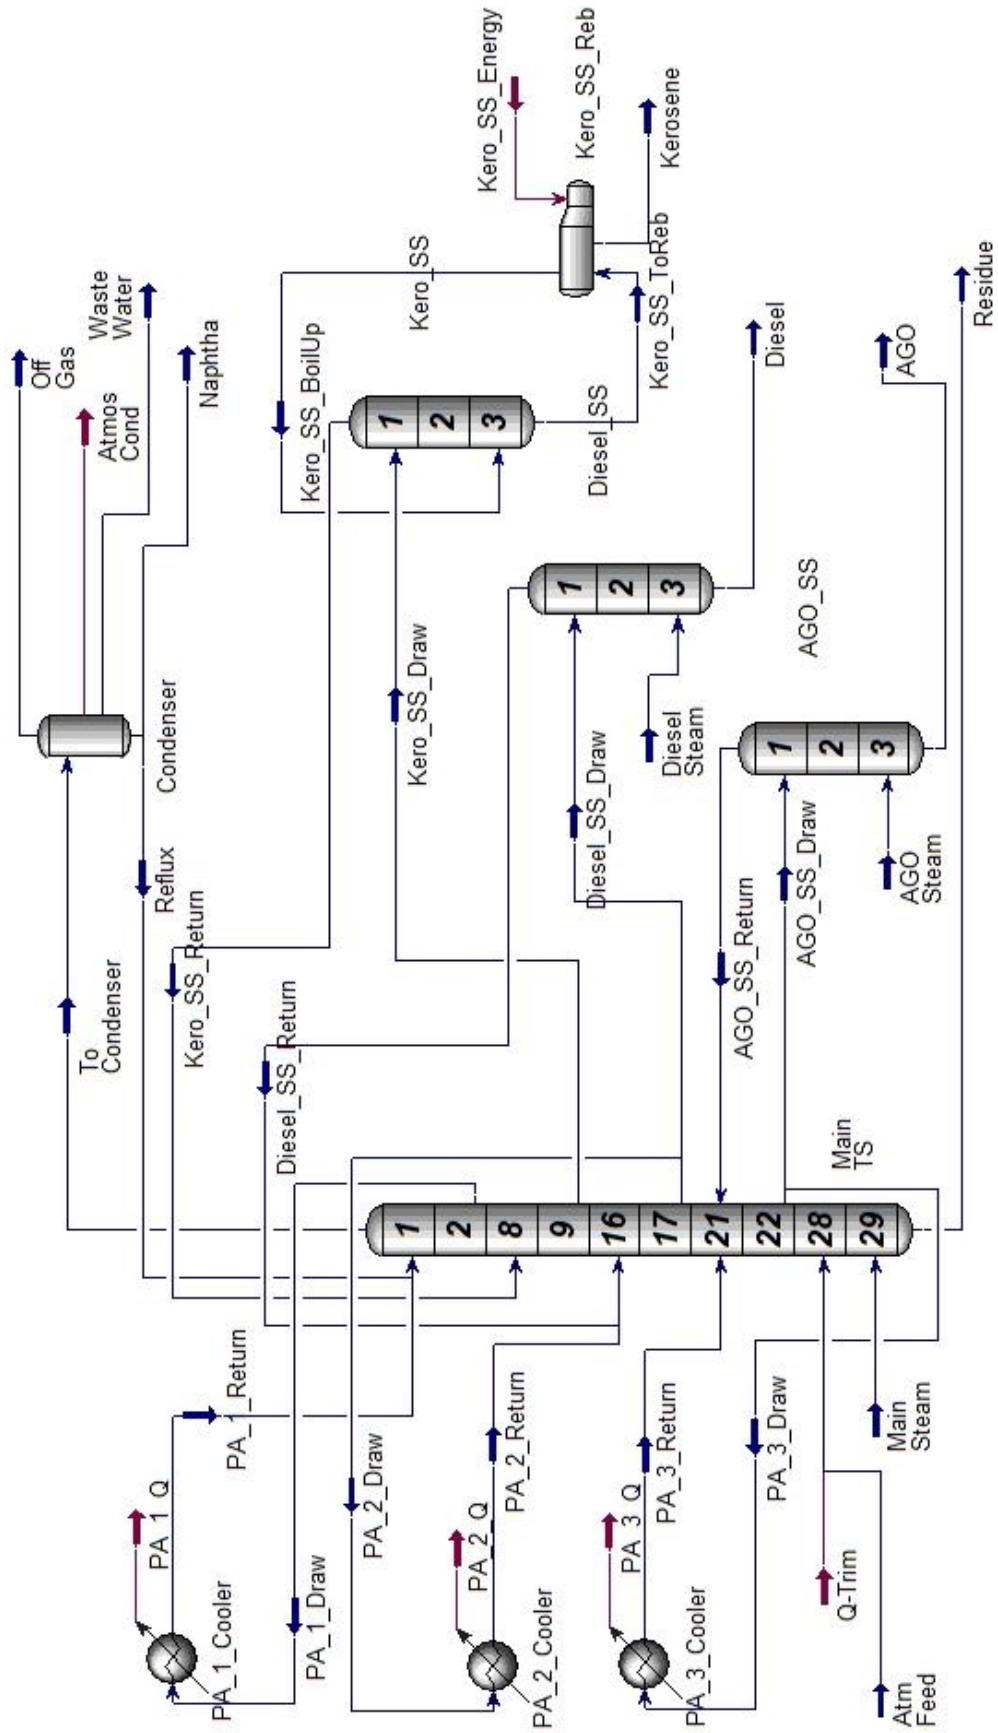 PA_1_Q
PA_1_Cooler
PA_1_Return
PA_1_Draw
PA_2_Draw
PA_2_Q
PA_2_Cooler
PA_2_Return
PA_3_Q
PA_3_Cooler
PA_3_Return
PA_3_Draw
Q-Trim
Atm
Feed
Main
Steam
1
2
8
9
16
17
21
22
28
29
Main
TS
To
Condenser
Reflux
Kero_SS_Return
Diesel_SS_Return
Condenser
Off
Gas
Atmos
Cond
Waste
Water
Naphtha
Kero_SS_Draw
Kero_SS_BoilUp
1
2
3
Kero_SS
Kero_SS_Energy
Kero_SS_Reb
Kero_SS_ToReb
Kerosene
Diesel_SS_Draw
Diesel_SS
1
2
3
Diesel
Steam
Diesel
AGO_SS_Return
AGO_SS_Draw
AGO_SS
1
2
3
AGO
Steam
AGO
Residue